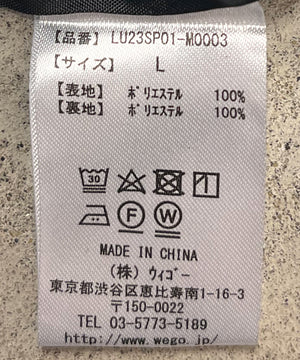 【品番】 LU23SP01-M0003
【サイズ】 L
【表地】 ポリエステル 100%
【裏地】 ポリエステル 100%
30
F W
MADE IN CHINA
(株) ウィゴー
東京都渋谷区恵比寿南1-16-3
〒150-0022
TEL 03-5773-5189
http://www.wego.jp/